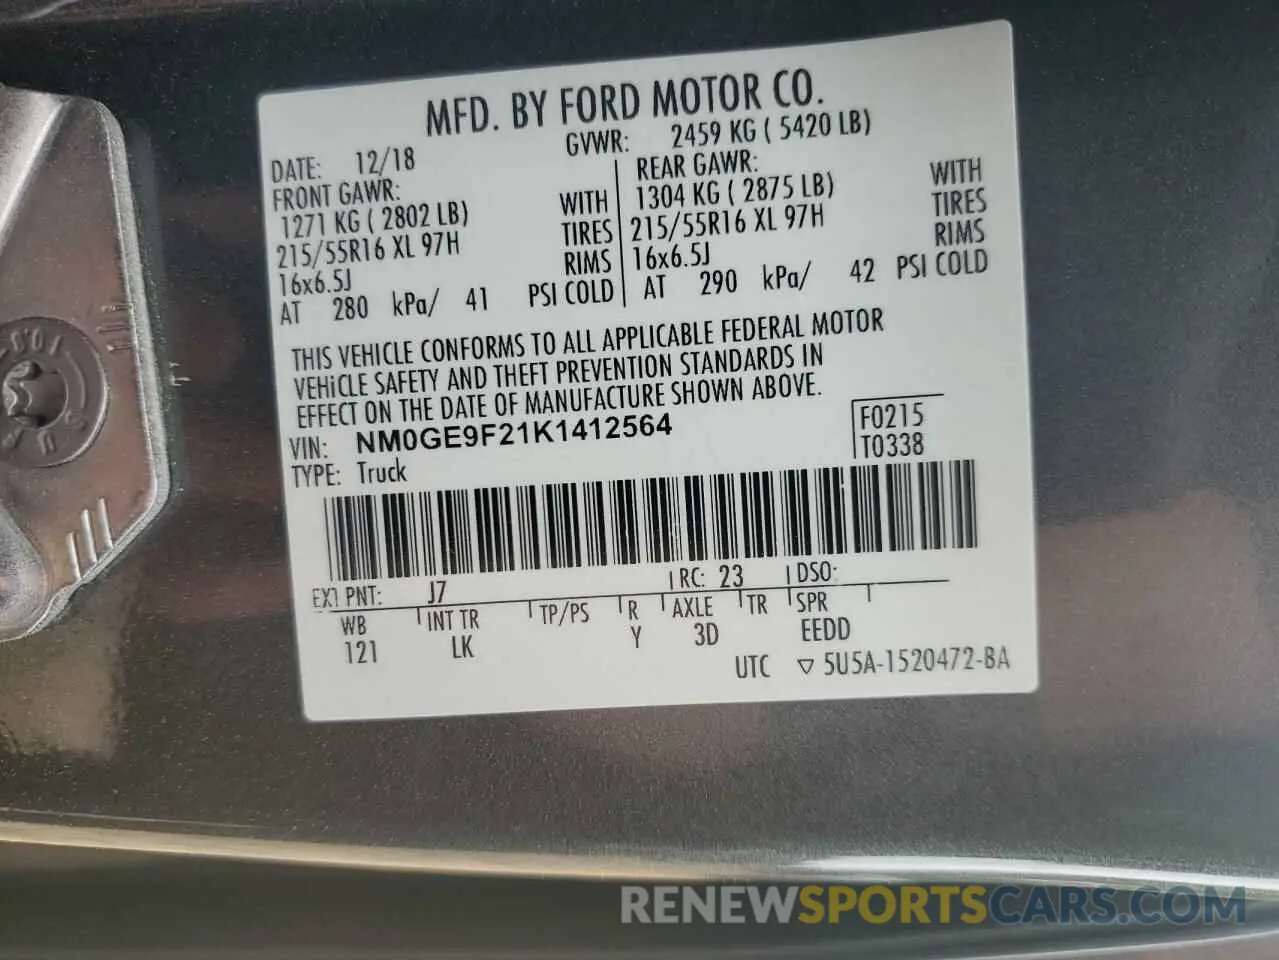 MFD. BY FORD MOTOR CO.
DATE: 12/18 GVWR: 2459 KG ( 5420 LB)
FRONT GAWR: REAR GAWR:
1271 KG ( 2802 LB) WITH 1304 KG ( 2875 LB) WITH
215/55R16 XL 97H TIRES 215/55R16 XL 97H TIRES
16x6.5J RIMS 16x6.5J RIMS
AT 280 kPa/ 41 PSI COLD AT 290 kPa/ 42 PSI COLD
THIS VEHICLE CONFORMS TO ALL APPLICABLE FEDERAL MOTOR
VEHICLE SAFETY AND THEFT PREVENTION STANDARDS IN
EFFECT ON THE DATE OF MANUFACTURE SHOWN ABOVE.
VIN: NM0GE9F21K1412564 F0215
TYPE: Truck T0338
EXT PNT: J7 RC: 23 DSO:
WB INT TR TP/PS R AXLE TR SPR
121 LK Y 3D EEDD
UTC ▽ 5U5A-1520472-BA
RENEWSPORTSCARS.COM